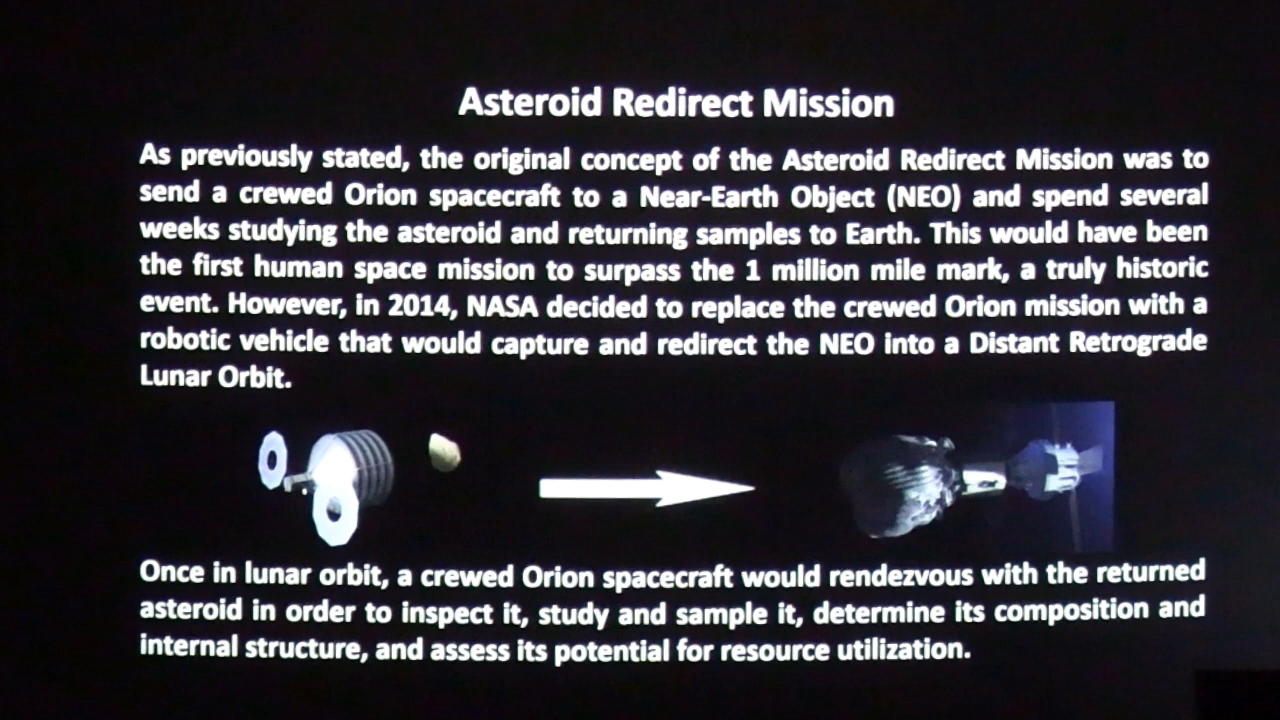 Asteroid Redirect Mission
As previously stated, the original concept of the Asteroid Redirect Mission was to
send a crewed Orion spacecraft to a Near-Earth Object (NEO) and spend several
weeks studying the asteroid and returning samples to Earth. This would have been
the first human space mission to surpass the 1 million mile mark, a truly historic
event. However, in 2014, NASA decided to replace the crewed Orion mission with a
robotic vehicle that would capture and redirect the NEO into a Distant Retrograde
Lunar Orbit.
Once in lunar orbit, a crewed Orion spacecraft would rendezvous with the returned
asteroid in order to inspect it, study and sample it, determine its composition and
internal structure, and assess its potential for resource utilization.